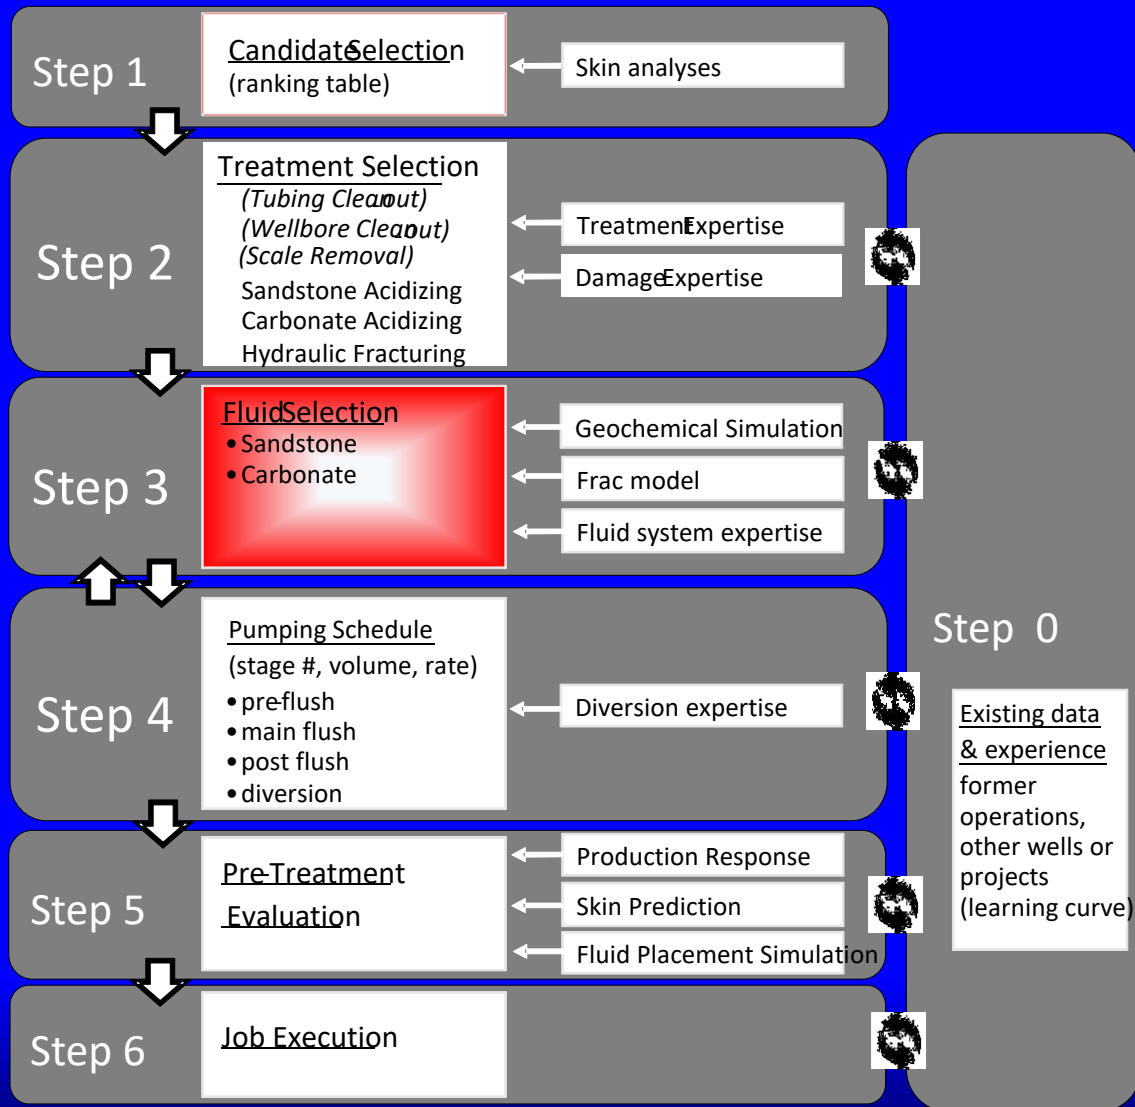 Step 1
Candidate Selection
(ranking table)
Skin analyses
Step 2
Treatment Selection
(Tubing Cleanout)
(Wellbore Cleanout)
(Scale Removal)
Sandstone Acidizing
Carbonate Acidizing
Hydraulic Fracturing
Treatment Expertise
Damage Expertise
Step 3
Fluid Selection
• Sandstone
• Carbonate
Geochemical Simulation
Frac model
Fluid system expertise
Step 4
Pumping Schedule
(stage #, volume, rate)
• pre-flush
• main flush
• post flush
• diversion
Diversion expertise
Step 5
Pre-Treatment
Evaluation
Production Response
Skin Prediction
Fluid Placement Simulation
Step 6
Job Execution
Step 0
Existing data
& experience
former
operations,
other wells or
projects
(learning curve)